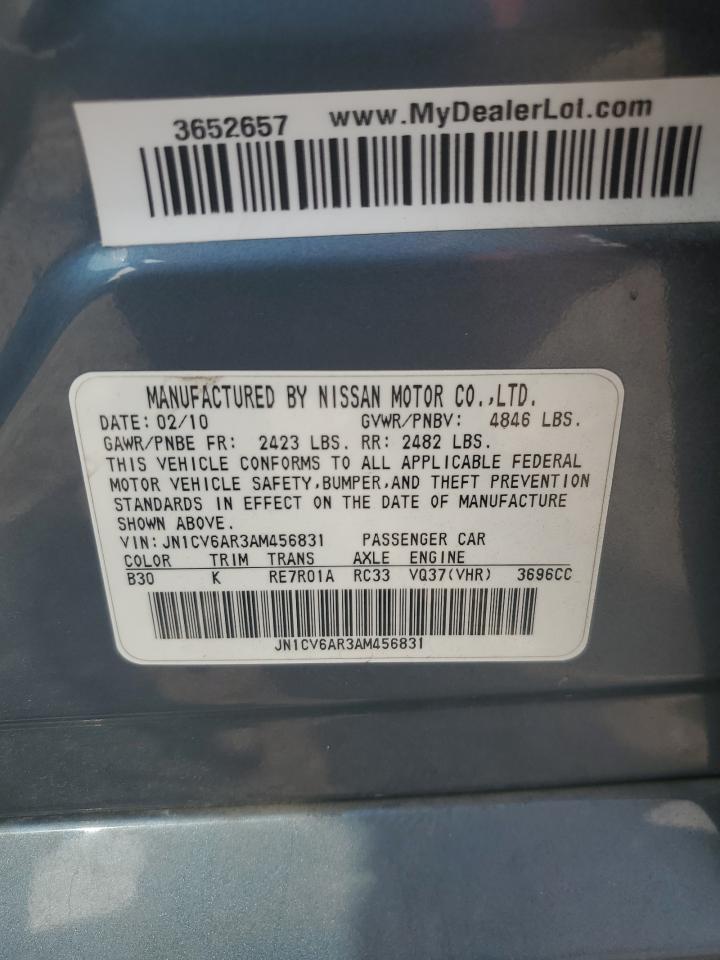 3652657 www.MyDealerLot.com
MANUFACTURED BY NISSAN MOTOR CO.,LTD.
DATE: 02/10 GVWR/PNBV: 4846 LBS.
GAWR/PNBE FR: 2423 LBS. RR: 2482 LBS.
THIS VEHICLE CONFORMS TO ALL APPLICABLE FEDERAL
MOTOR VEHICLE SAFETY,BUMPER,AND THEFT PREVENTION
STANDARDS IN EFFECT ON THE DATE OF MANUFACTURE
SHOWN ABOVE.
VIN:JN1CV6AR3AM456831 PASSENGER CAR
COLOR TRIM TRANS AXLE ENGINE
B30 K RE7R01A RC33 VQ37(VHR) 3696CC
JN1CV6AR3AM456831